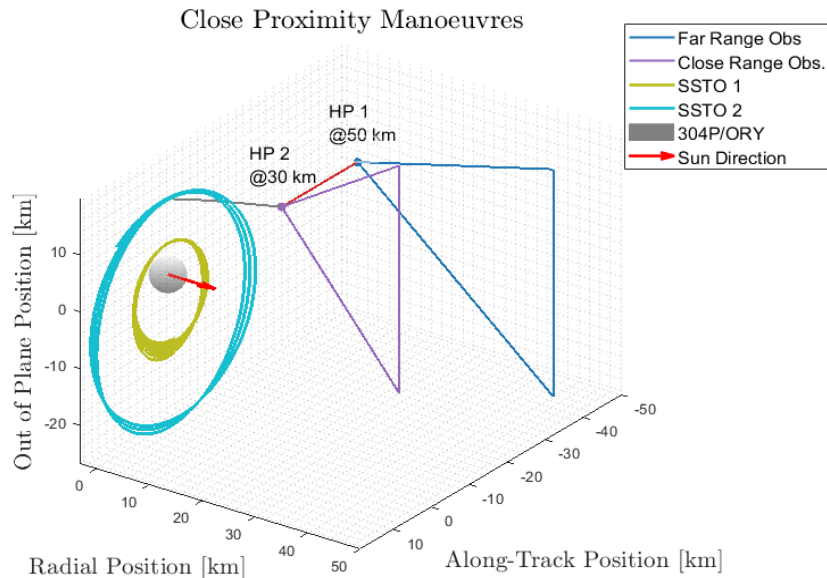 Close Proximity Manoeuvres
Far Range Obs
Close Range Obs.
SSTO 1
SSTO 2
304P/ORY
Sun Direction
HP 1
@50 km
HP 2
@30 km
10
0
-10
-20
Out of Plane Position [km]
0
10
20
30
40
50
Radial Position [km]
10
0
-10
-20
-30
-40
-50
Along-Track Position [km]